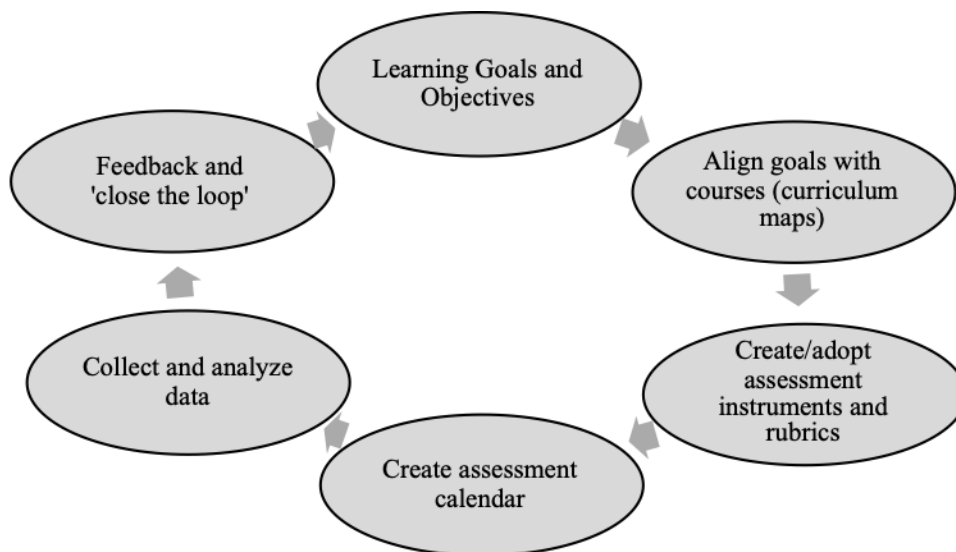 Learning Goals and
Objectives
Align goals with
courses (curriculum
maps)
Create/adopt
assessment
instruments and
rubrics
Create assessment
calendar
Collect and analyze
data
Feedback and
'close the loop'